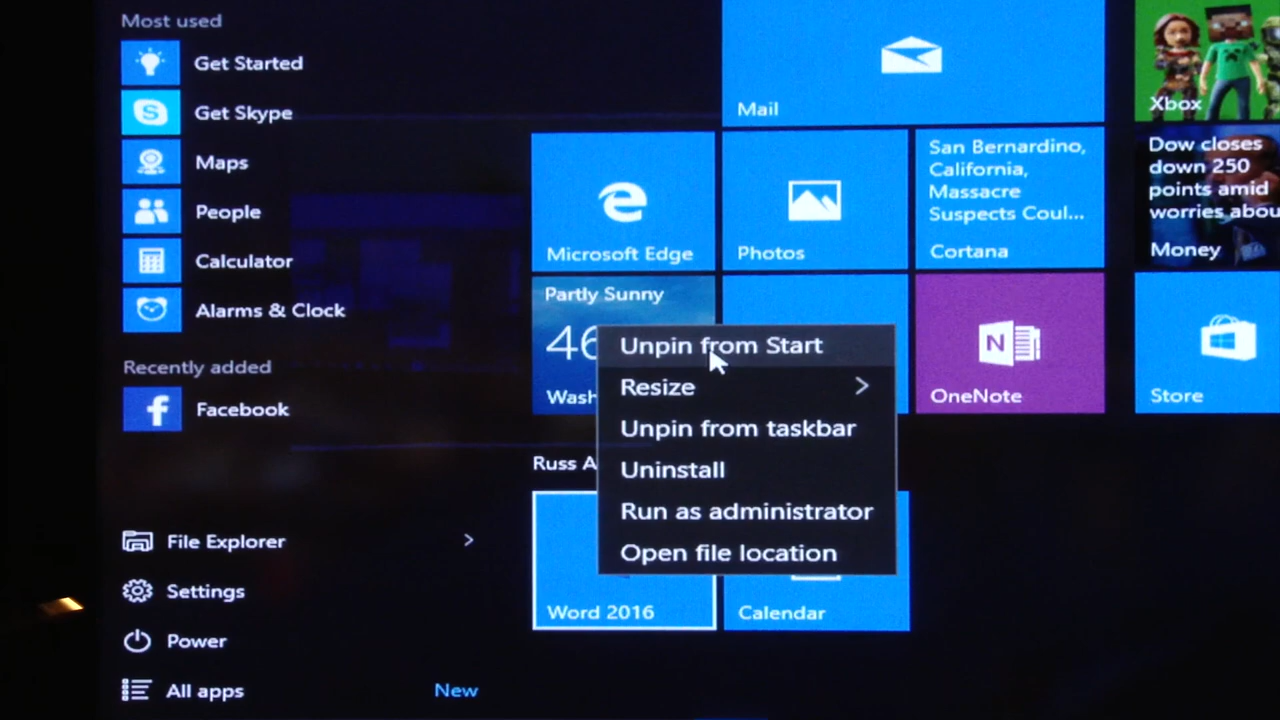 Most used
Get Started
Get Skype
Maps
People
Calculator
Alarms & Clock
Recently added
Facebook
File Explorer
Settings
Power
All apps
New
Mail
Xbox
Microsoft Edge
Photos
San Bernardino,
California,
Massacre
Suspects Coul...
Cortana
Dow closes
down 250
points amid
worries abou
Money
Partly Sunny
46
Wash
N
OneNote
Store
Unpin from Start
Resize
Unpin from taskbar
Uninstall
Run as administrator
Open file location
Russ A
Word 2016
Calendar